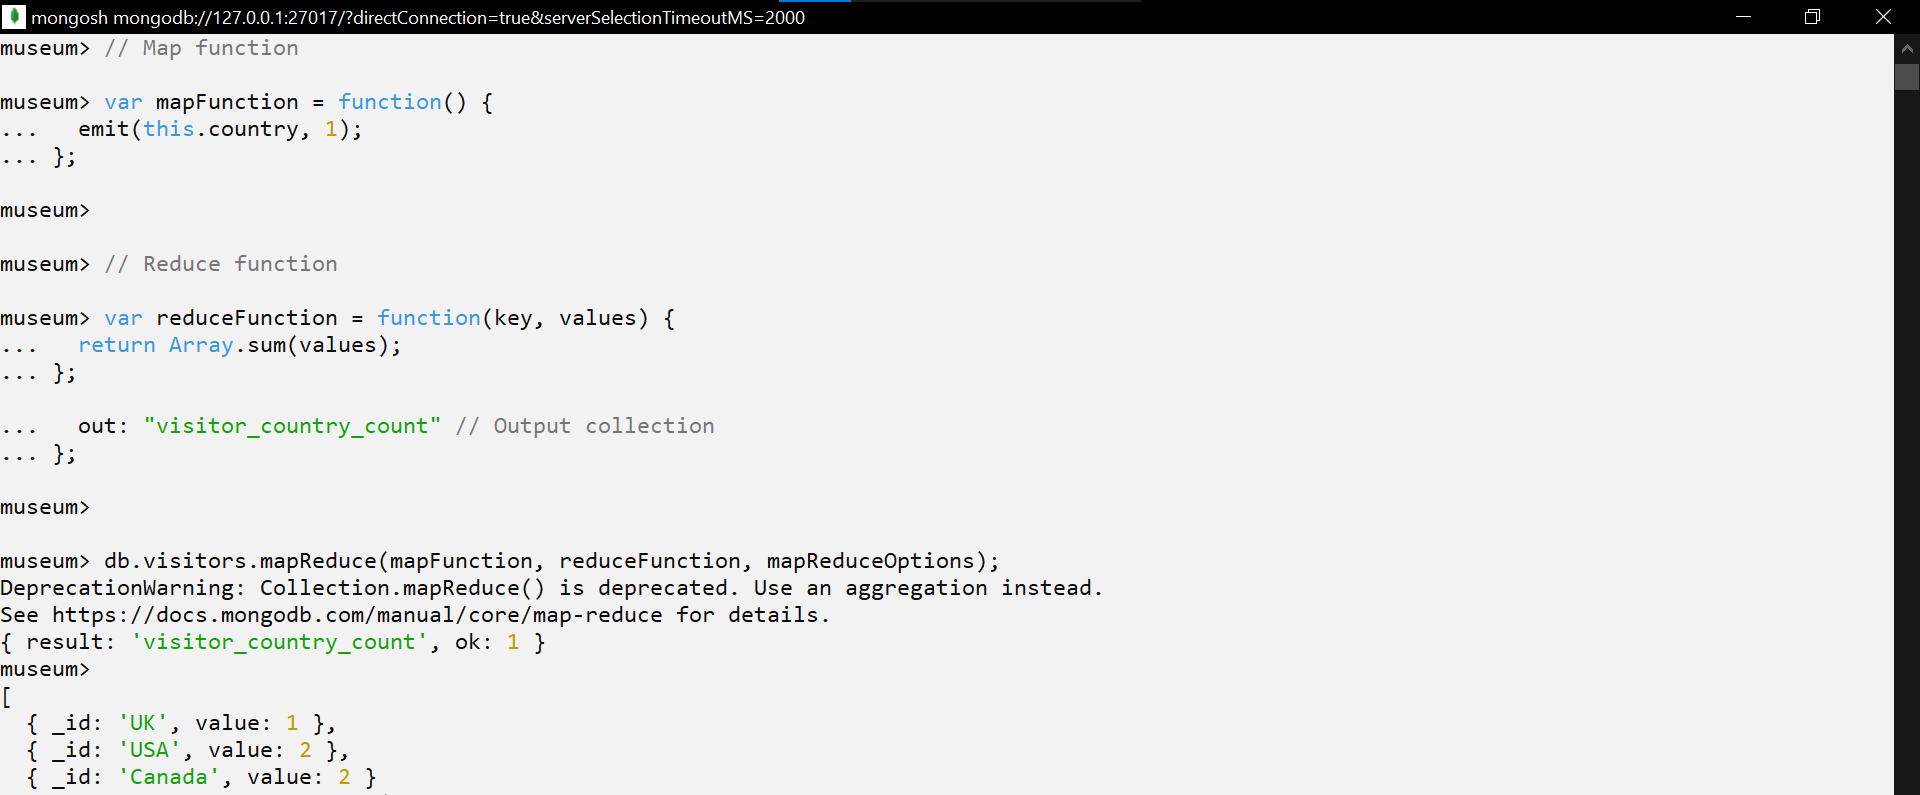 mongosh mongodb://127.0.0.1:27017/?directConnection=true&serverSelectionTimeoutMS=2000
museum> // Map function
museum> var mapFunction = function() {
...   emit(this.country, 1);
... };
museum>
museum> // Reduce function
museum> var reduceFunction = function(key, values) {
...   return Array.sum(values);
... };
...   out: "visitor_country_count" // Output collection
... };
museum>
museum> db.visitors.mapReduce(mapFunction, reduceFunction, mapReduceOptions);
DeprecationWarning: Collection.mapReduce() is deprecated. Use an aggregation instead.
See https://docs.mongodb.com/manual/core/map-reduce for details.
{ result: 'visitor_country_count', ok: 1 }
museum>
[
  { _id: 'UK', value: 1 },
  { _id: 'USA', value: 2 },
  { _id: 'Canada', value: 2 }